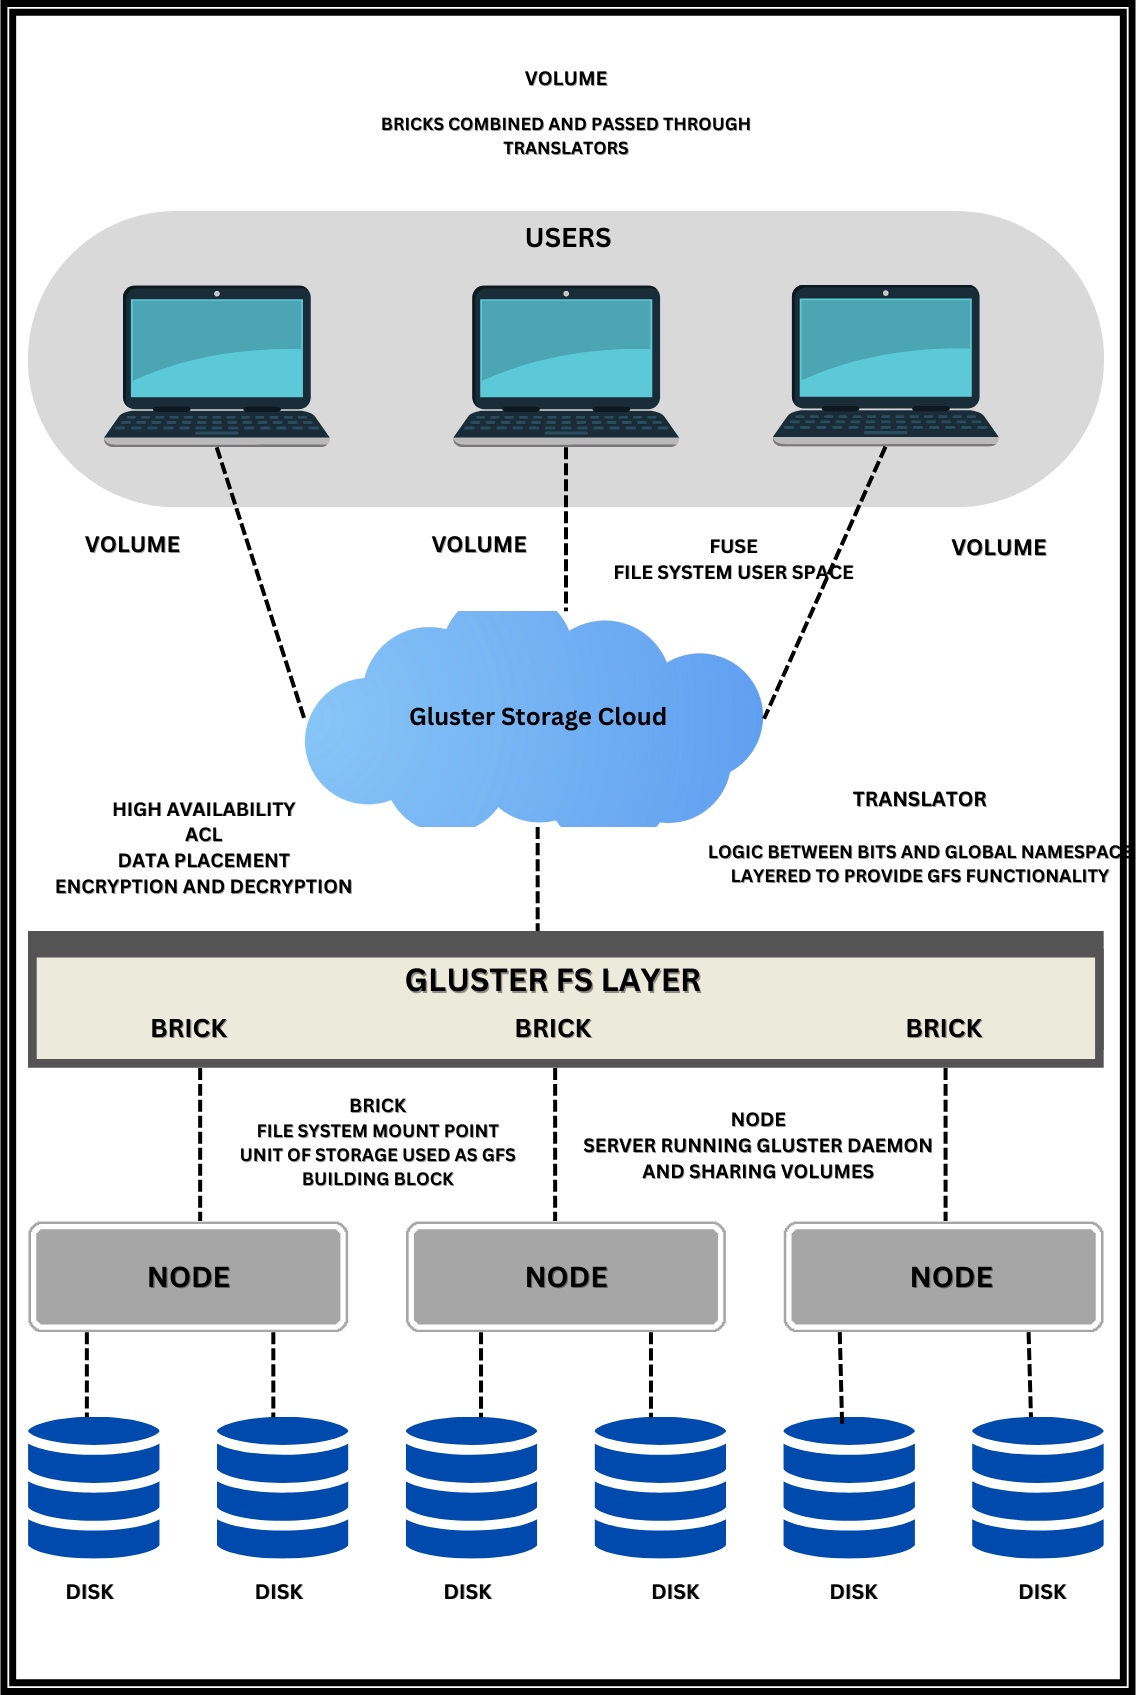 VOLUME
BRICKS COMBINED AND PASSED THROUGH
TRANSLATORS
USERS
VOLUME
VOLUME
FUSE
FILE SYSTEM USER SPACE
VOLUME
Gluster Storage Cloud
HIGH AVAILABILITY
ACL
DATA PLACEMENT
ENCRYPTION AND DECRYPTION
TRANSLATOR
LOGIC BETWEEN BITS AND GLOBAL NAMESPACE
LAYERED TO PROVIDE GFS FUNCTIONALITY
GLUSTER FS LAYER
BRICK
BRICK
BRICK
BRICK
FILE SYSTEM MOUNT POINT
UNIT OF STORAGE USED AS GFS
BUILDING BLOCK
NODE
SERVER RUNNING GLUSTER DAEMON
AND SHARING VOLUMES
NODE
NODE
NODE
DISK
DISK
DISK
DISK
DISK
DISK